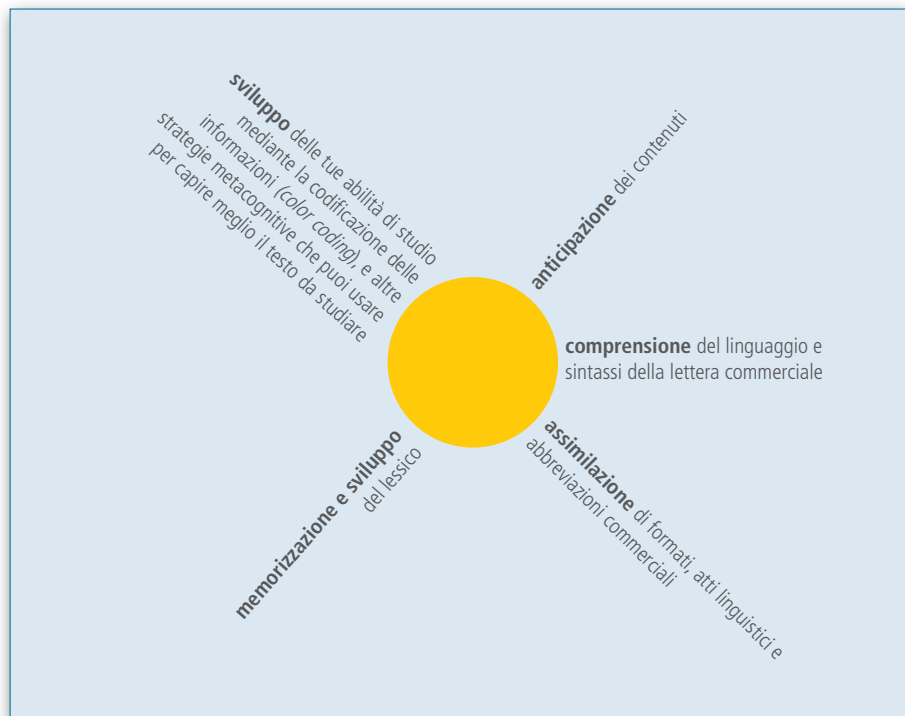 sviluppo delle tue abilità di studio
mediante la codificazione delle
informazioni (color coding), e altre
strategie metacognitive che puoi usare
per capire meglio il testo da studiare
anticipazione dei contenuti
comprensione del linguaggio e
sintassi della lettera commerciale
assimilazione di formati, atti linguistici e
abbreviazioni commerciali
memorizzazione e sviluppo
del lessico